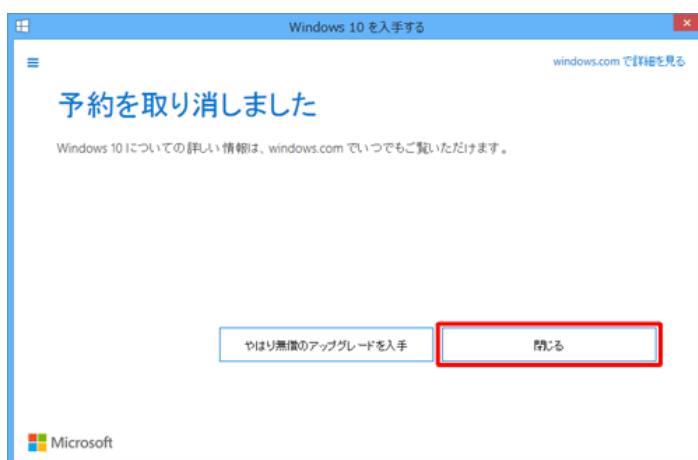 Windows 10 を入手する
windows.com で詳細を見る
予約を取り消しました
Windows 10 についての詳しい情報は、windows.com でいつでもご覧いただけます。
やはり無償のアップグレードを入手
閉じる
Microsoft